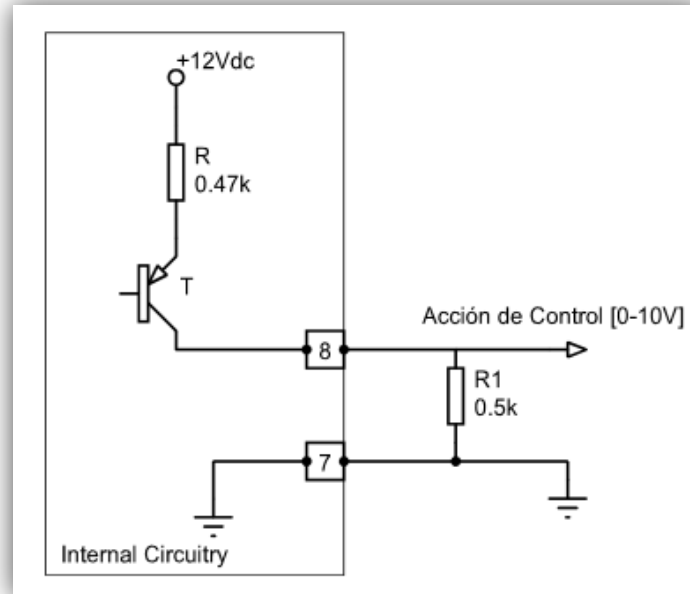 +12Vdc
R
0.47k
T
8
Acción de Control [0-10V]
R1
0.5k
7
Internal Circuitry